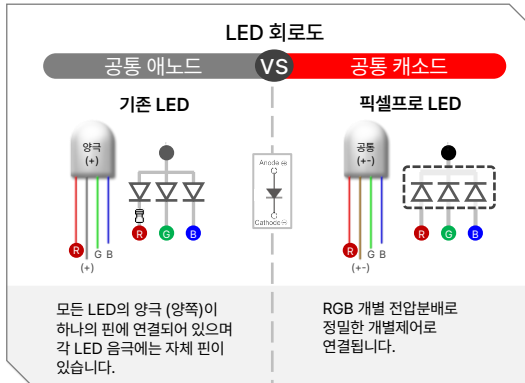 LED 회로도
공통 애노드 VS 공통 캐소드
기존 LED
픽셀프로 LED
양극
(+)
R G B
(+)
R G B
Anode ⊕
Cathode ⊖
공통
(+-)
R G B
(+-)
R G B
모든 LED의 양극 (양쪽)이
하나의 핀에 연결되어 있으며
각 LED 음극에는 자체 핀이
있습니다.
RGB 개별 전압분배로
정밀한 개별제어로
연결됩니다.